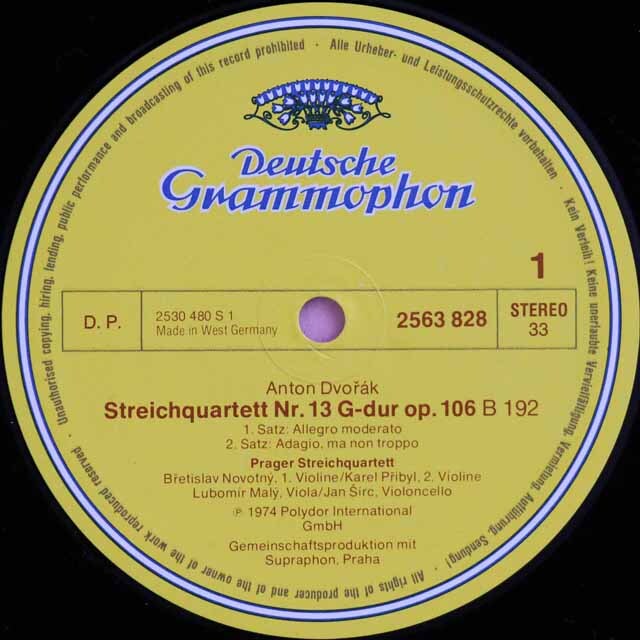 Unauthorised copying, hiring, lending, public performance and broadcasting of this record prohibited · Alle Urheber- und Leistungsschutzrechte vorbehalten · Kein Verleih! Keine unerlaubte Vervielfältigung, Vermietung, Aufführung, Sendung! · All rights of the producer and of the owner of the work reproduced reserved ·
Deutsche
Grammophon
1
D. P.
2530 480 S 1
Made in West Germany
2563 828
STEREO
33
Anton Dvořák
Streichquartett Nr. 13 G-dur op. 106 B 192
1. Satz: Allegro moderato
2. Satz: Adagio, ma non troppo
Prager Streichquartett
Břetislav Novotný, 1. Violine/Karel Přibyl, 2. Violine
Lubomír Malý, Viola/Jan Širc, Violoncello
℗ 1974 Polydor International
GmbH
Gemeinschaftsproduktion mit
Supraphon, Praha